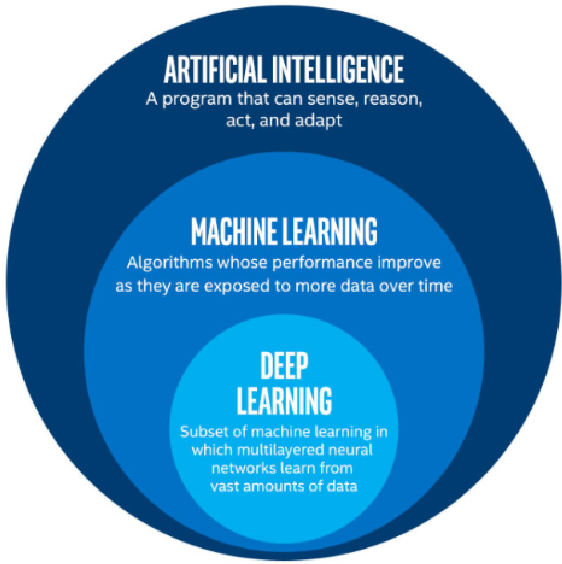 ARTIFICIAL INTELLIGENCE
A program that can sense, reason,
act, and adapt
MACHINE LEARNING
Algorithms whose performance improve
as they are exposed to more data over time
DEEP
LEARNING
Subset of machine learning in
which multilayered neural
networks learn from
vast amounts of data